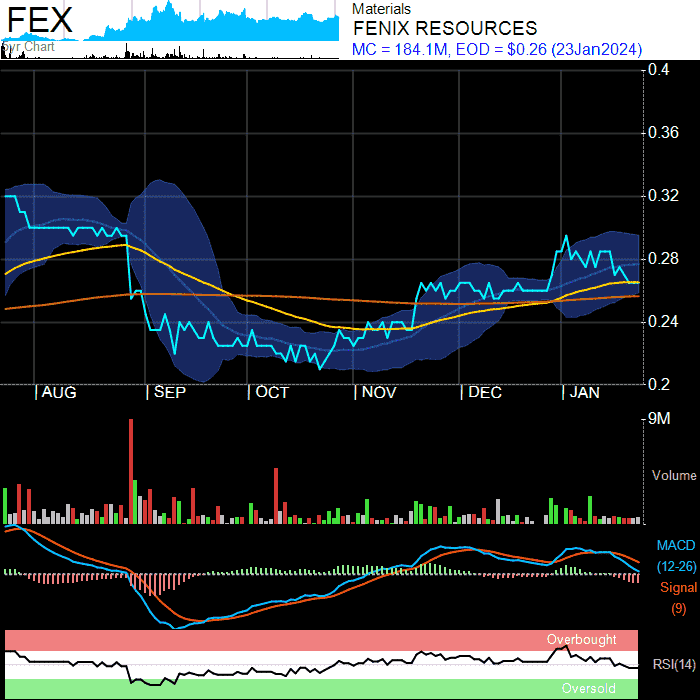 FEX
5yr Chart
Materials
FENIX RESOURCES
MC = 184.1M, EOD = $0.26 (23Jan2024)
0.4
0.36
0.32
0.28
0.24
0.2
| AUG | SEP | OCT | NOV | DEC | JAN
9M
Volume
MACD
(12-26)
Signal
(9)
Overbought
RSI(14)
Oversold